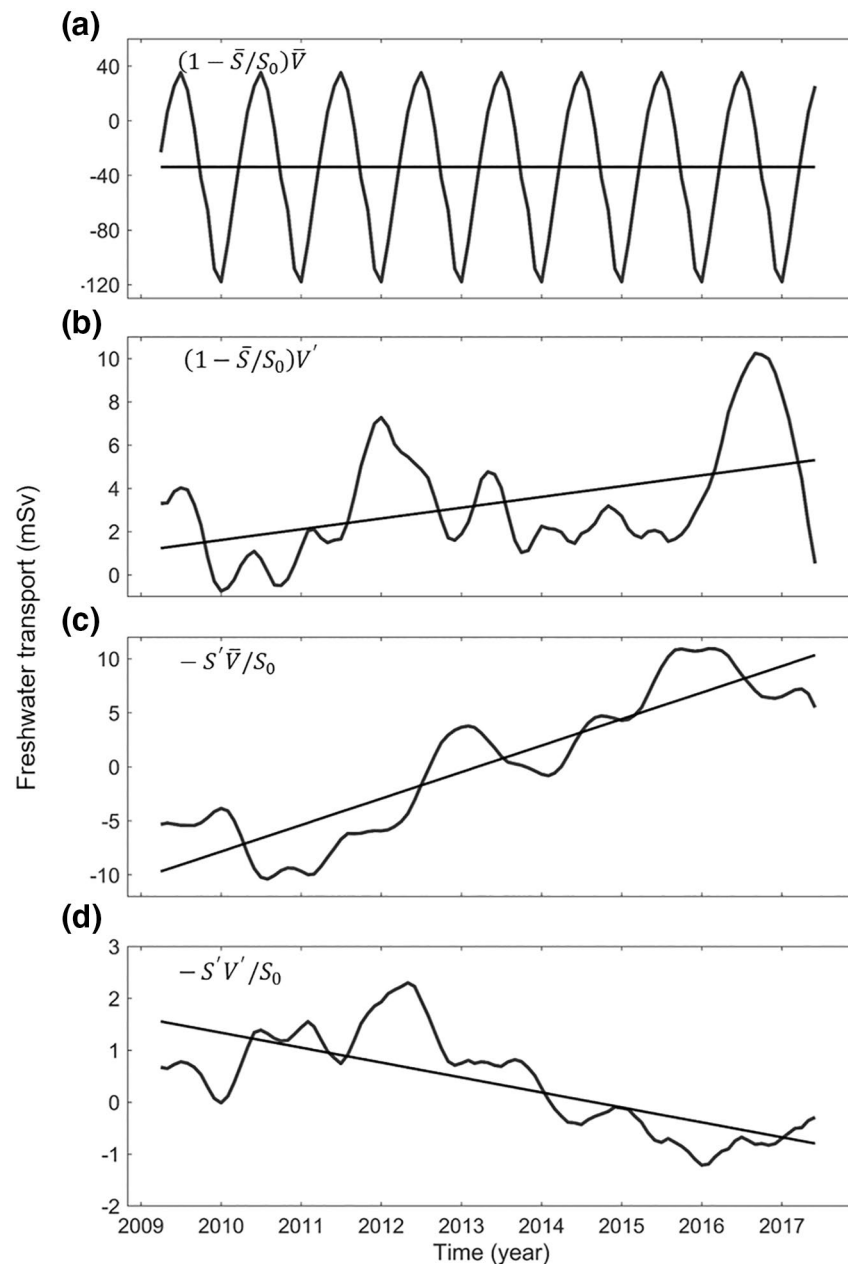 (a)
(1 − S̄/S₀)V̄
40
0
-40
-80
-120
(b)
(1 − S̄/S₀)V′
10
8
6
4
2
0
Freshwater transport (mSv)
(c)
− S′V̄/S₀
10
5
0
-5
-10
(d)
− S′V′/S₀
3
2
1
0
-1
-2
2009 2010 2011 2012 2013 2014 2015 2016 2017
Time (year)